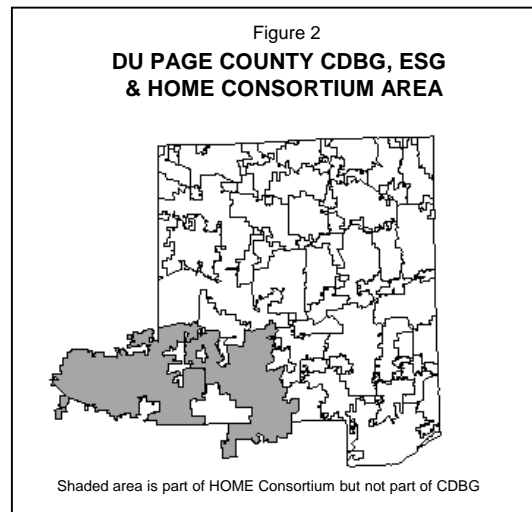 Figure 2
DU PAGE COUNTY CDBG, ESG
& HOME CONSORTIUM AREA
Shaded area is part of HOME Consortium but not part of CDBG